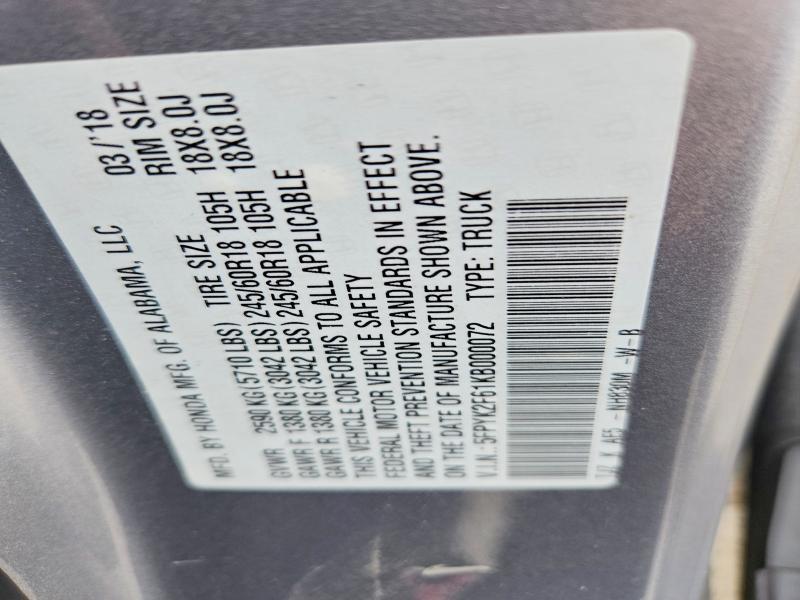 MFD. BY HONDA MFG. OF ALABAMA, LLC 03/'18
TIRE SIZE RIM SIZE
GVWR 2590 KG (5710 LBS)
GAWR F 1380 KG (3042 LBS) 245/60R18 105H 18X8.0J
GAWR R 1380 KG (3042 LBS) 245/60R18 105H 18X8.0J
THIS VEHICLE CONFORMS TO ALL APPLICABLE
FEDERAL MOTOR VEHICLE SAFETY
AND THEFT PREVENTION STANDARDS IN EFFECT
ON THE DATE OF MANUFACTURE SHOWN ABOVE.
V.I.N.: 5FPYK2F61KB000072 TYPE: TRUCK
NH830M -W-B